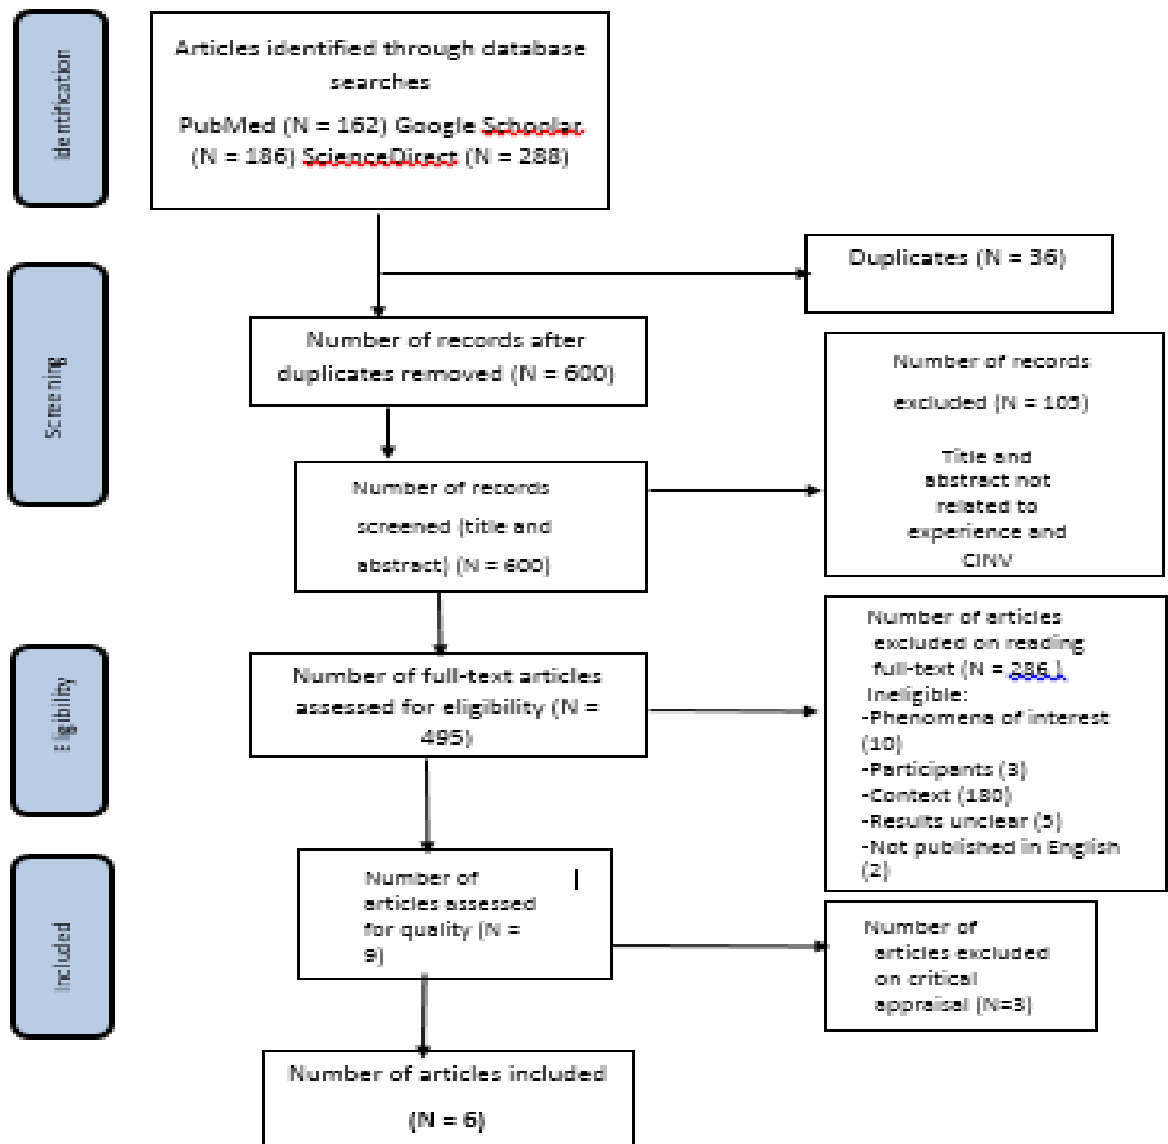 Identification
Articles identified through database
searches
PubMed (N = 162) Google Schoolar
(N = 186) ScienceDirect (N = 288)
Duplicates (N = 36)
Screening
Number of records after
duplicates removed (N = 600)
Number of records
excluded (N = 105)
Title and
abstract not
related to
experience and
CINV
Number of records
screened (title and
abstract) (N = 600)
Eligibility
Number of full-text articles
assessed for eligibility (N =
495)
Number of articles
excluded on reading
full-text (N = 286 )
Ineligible:
-Phenomena of interest
(10)
-Participants (3)
-Context (180)
-Results unclear (5)
-Not published in English
(2)
Included
Number of
articles assessed
for quality (N =
9)
Number of
articles excluded
on critical
appraisal (N=3)
Number of articles included
(N = 6)